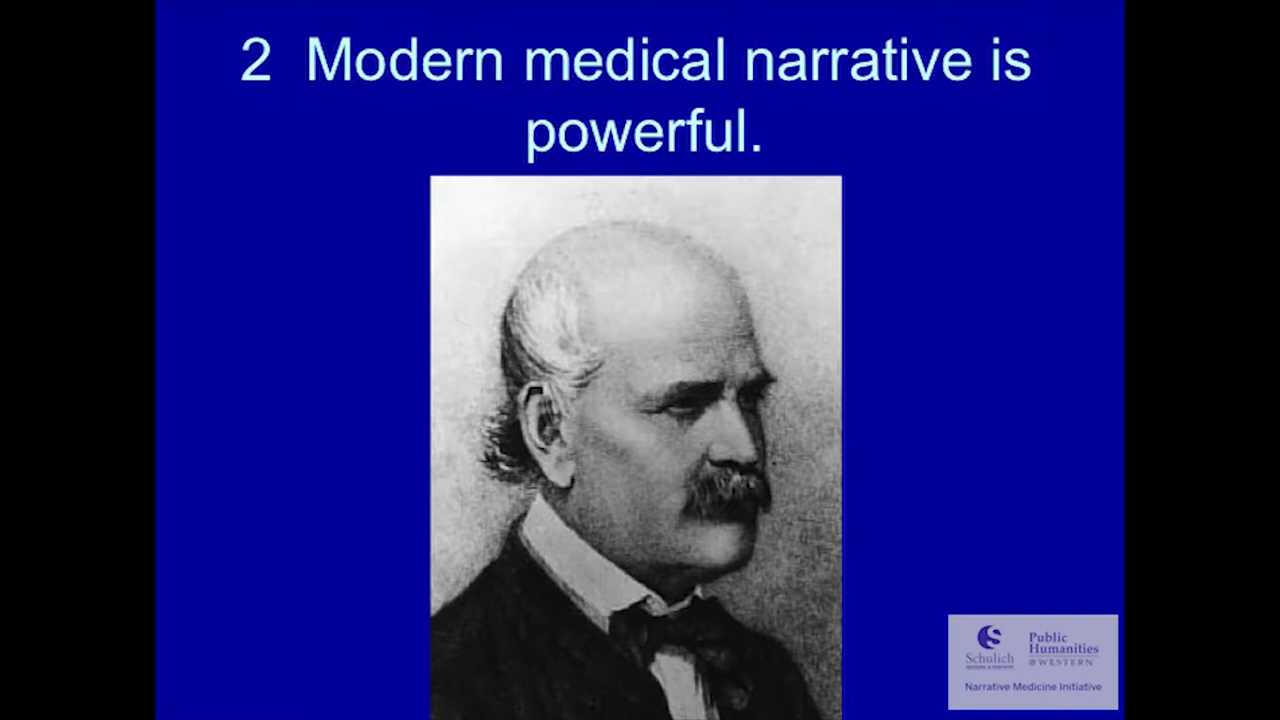 2 Modern medical narrative is
powerful.
Schulich
Public
Humanities
@WESTERN
Narrative Medicine Initiative